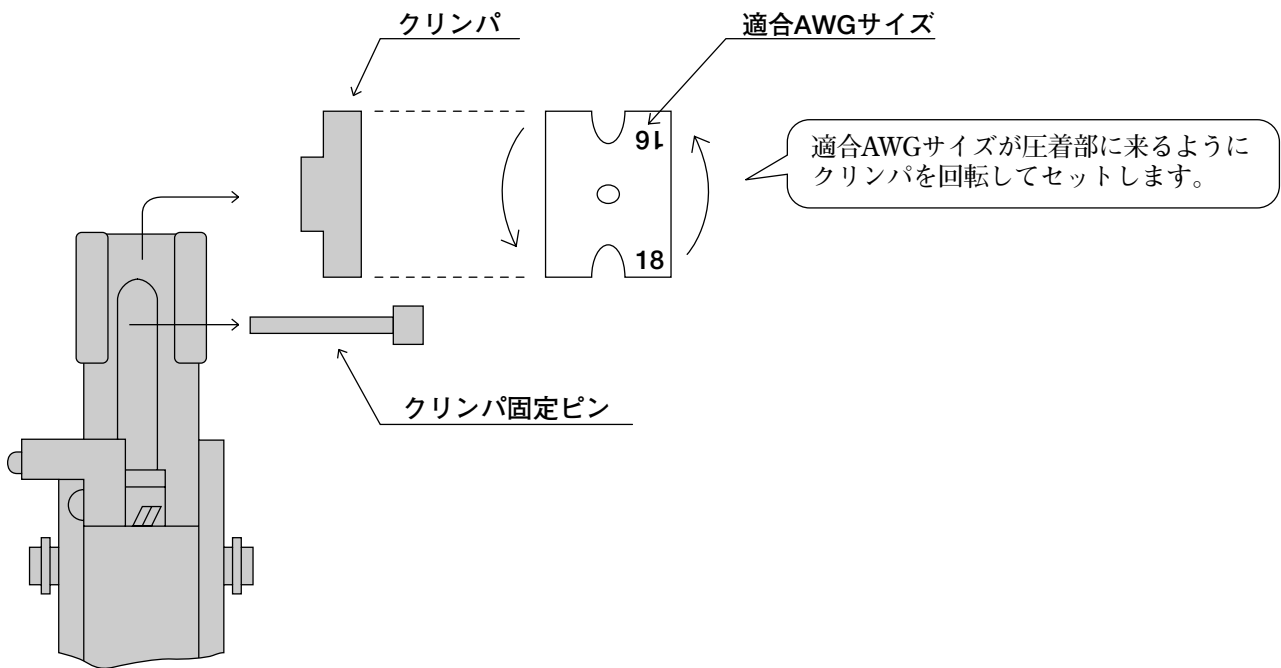 クリンパ
適合AWGサイズ
16
18
適合AWGサイズが圧着部に来るように
クリンパを回転してセットします。
クリンパ固定ピン